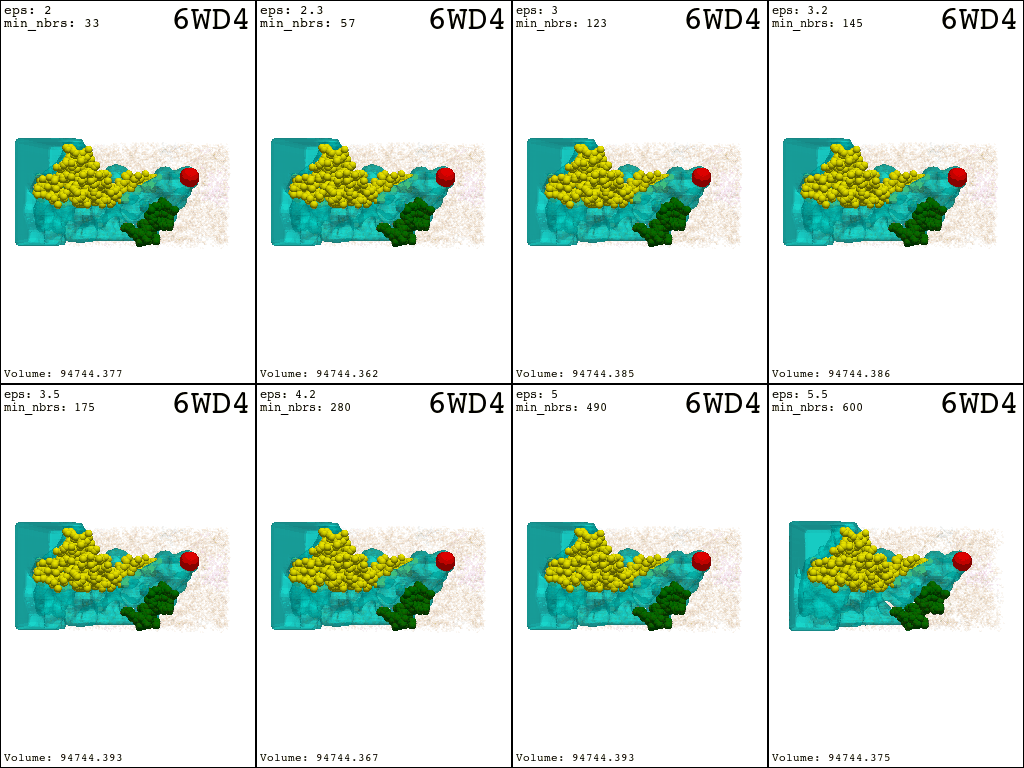 eps: 2
min_nbrs: 33
6WD4
Volume: 94744.377
eps: 2.3
min_nbrs: 57
6WD4
Volume: 94744.362
eps: 3
min_nbrs: 123
6WD4
Volume: 94744.385
eps: 3.2
min_nbrs: 145
6WD4
Volume: 94744.386
eps: 3.5
min_nbrs: 175
6WD4
Volume: 94744.393
eps: 4.2
min_nbrs: 280
6WD4
Volume: 94744.367
eps: 5
min_nbrs: 490
6WD4
Volume: 94744.393
eps: 5.5
min_nbrs: 600
6WD4
Volume: 94744.375